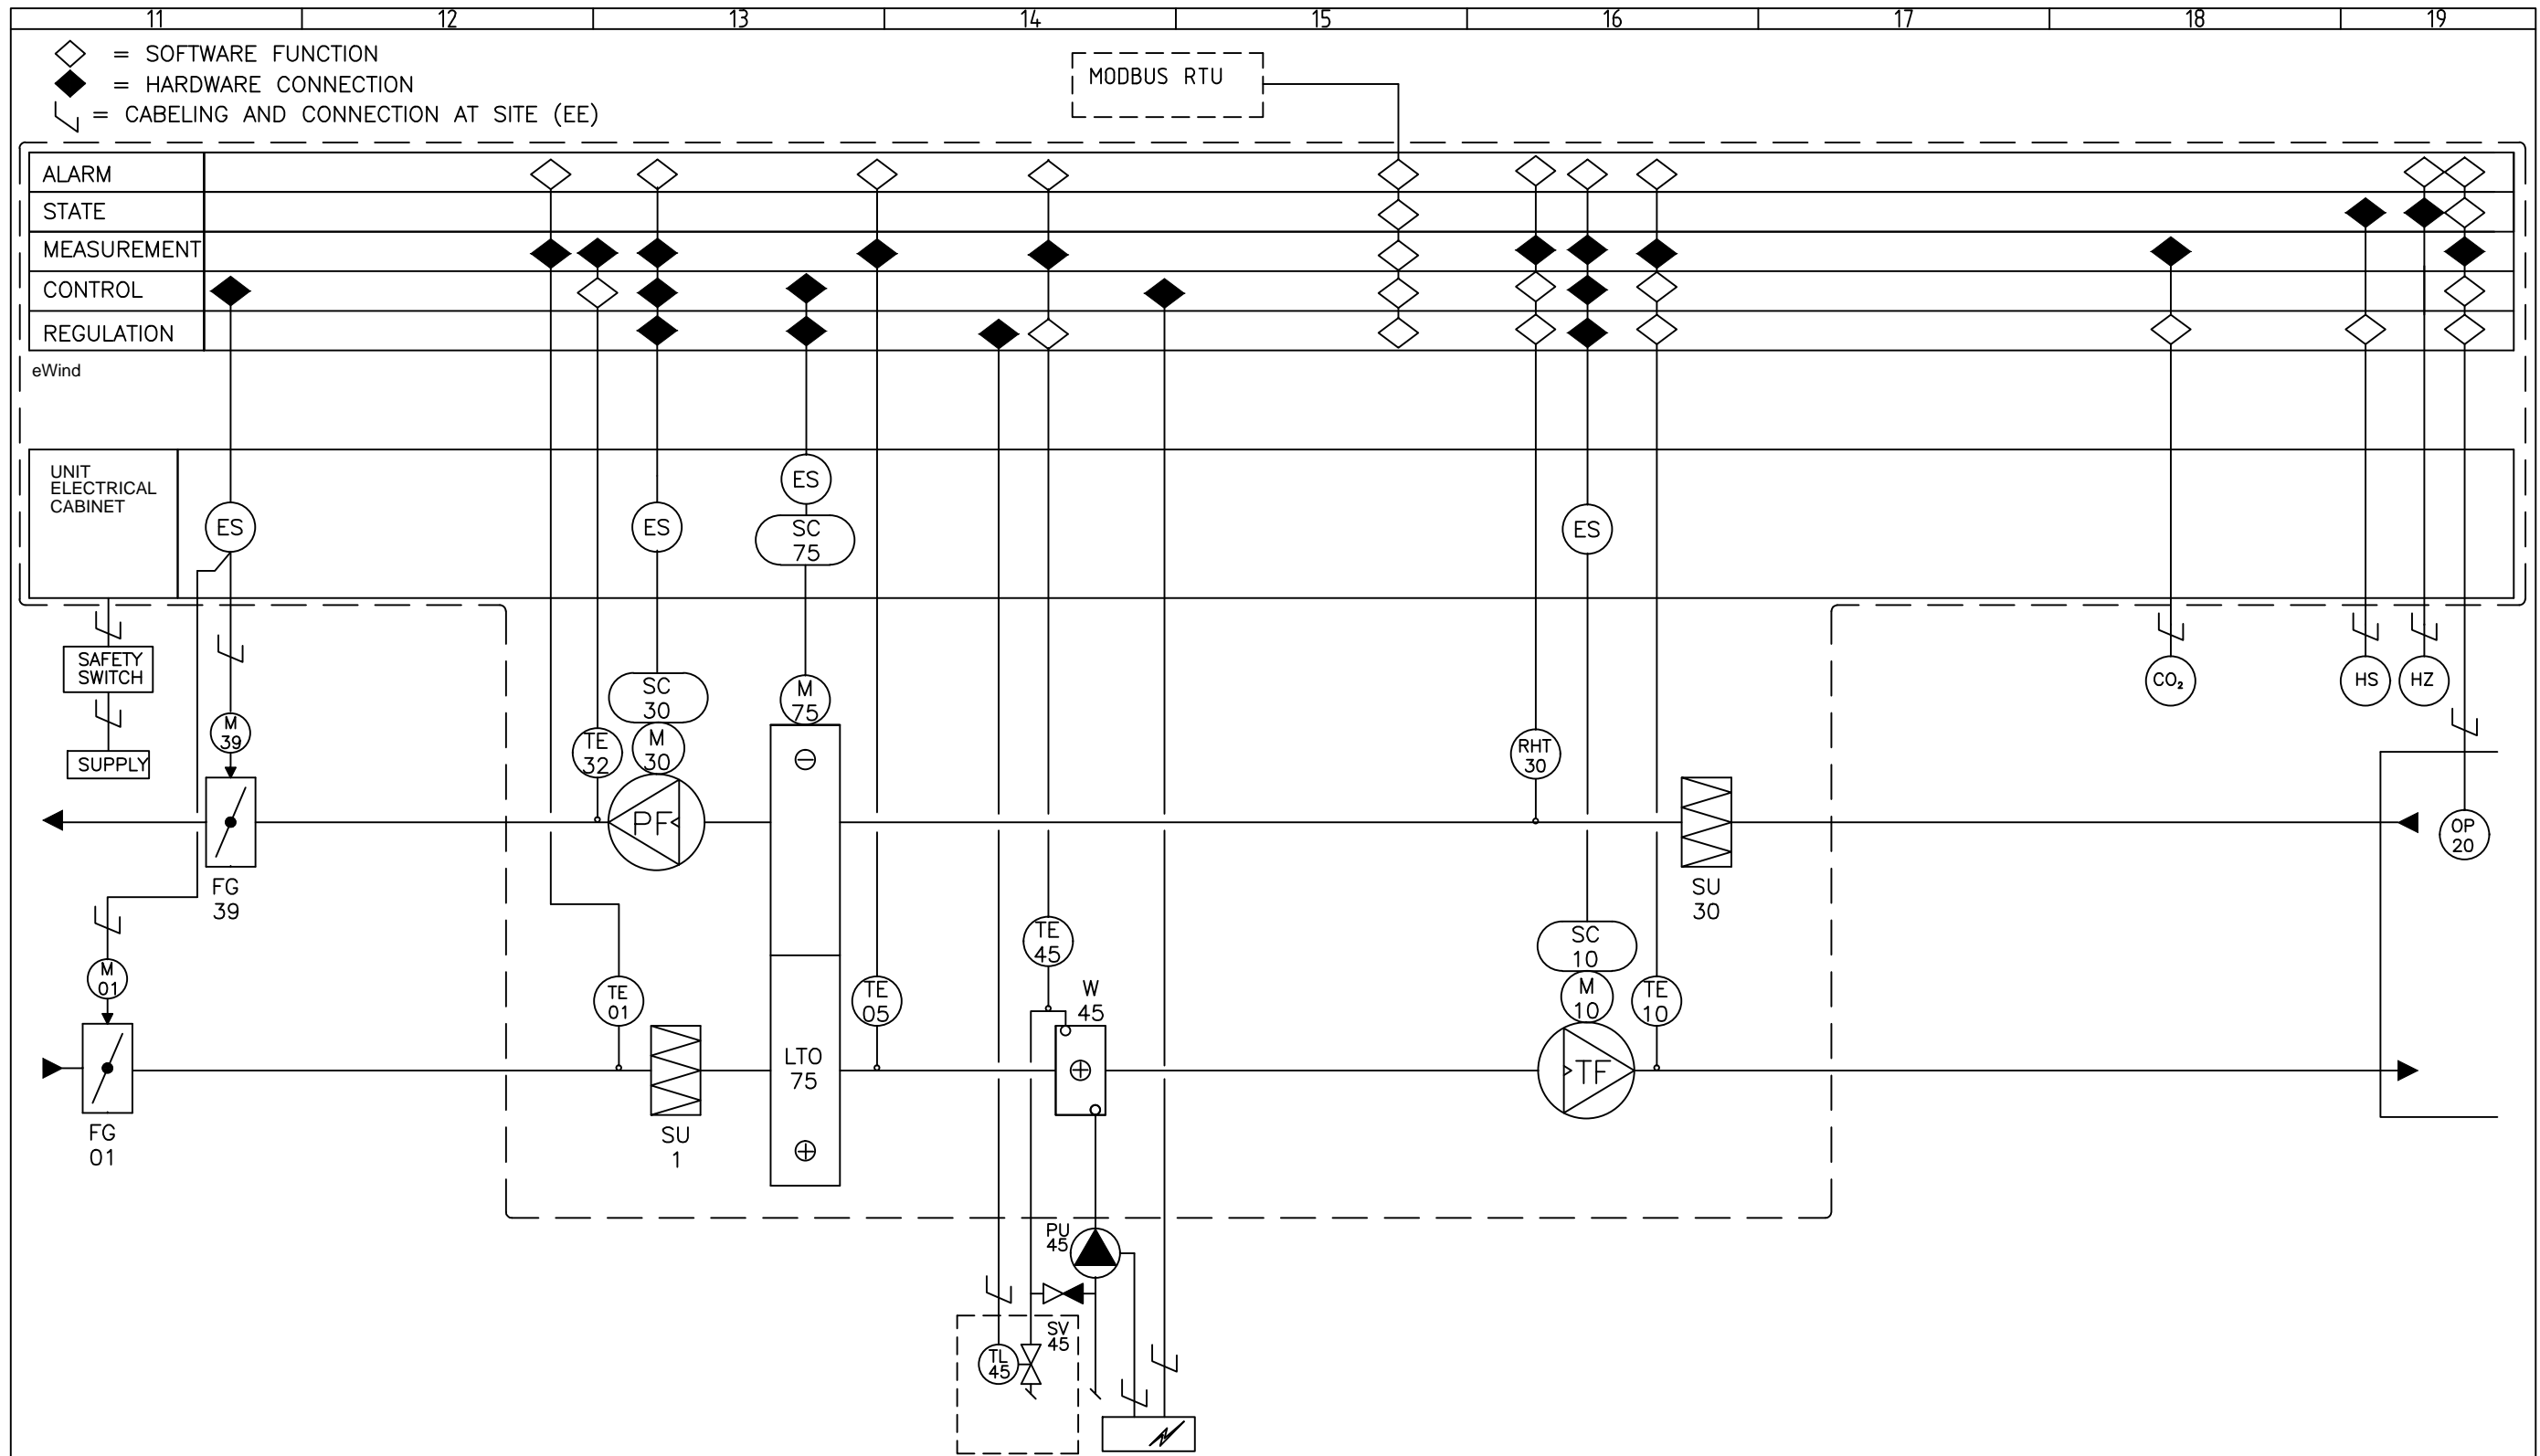 11 12 13 14 15 16 17 18 19
= SOFTWARE FUNCTION
= HARDWARE CONNECTION
= CABELING AND CONNECTION AT SITE (EE)
MODBUS RTU
ALARM
STATE
MEASUREMENT
CONTROL
REGULATION
eWind
UNIT
ELECTRICAL
CABINET
ES
ES
ES
SC
75
ES
SAFETY
SWITCH
SUPPLY
M
39
TE
32
SC
30
M
30
M
75
RHT
30
CO₂
HS
HZ
PF
OP
20
FG
39
SU
30
M
01
TE
01
TE
05
TE
45
W
45
SC
10
M
10
TE
10
LTO
75
TF
FG
01
SU
1
PU
45
SV
45
TL
45